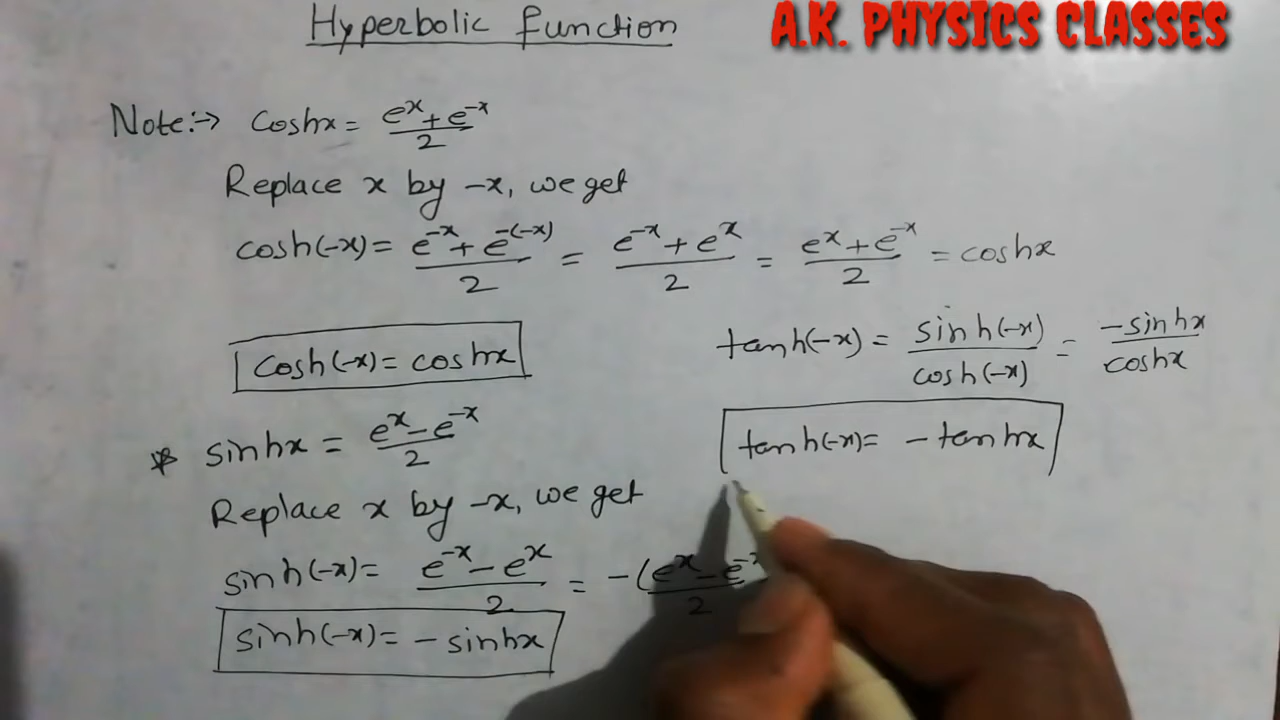 Hyperbolic function
A.K. PHYSICS CLASSES
Note:→ coshx = (e^x + e^-x)/2
Replace x by -x, we get
cosh(-x) = (e^-x + e^-(-x))/2 = (e^-x + e^x)/2 = (e^x + e^-x)/2 = coshx
cosh(-x) = coshx
* sinhx = (e^x - e^-x)/2
Replace x by -x, we get
sinh(-x) = (e^-x - e^x)/2 = -(e^x - e^-x)/2
sinh(-x) = - sinhx
tanh(-x) = sinh(-x)/cosh(-x) = -sinhx/coshx
tanh(-x) = - tanhx